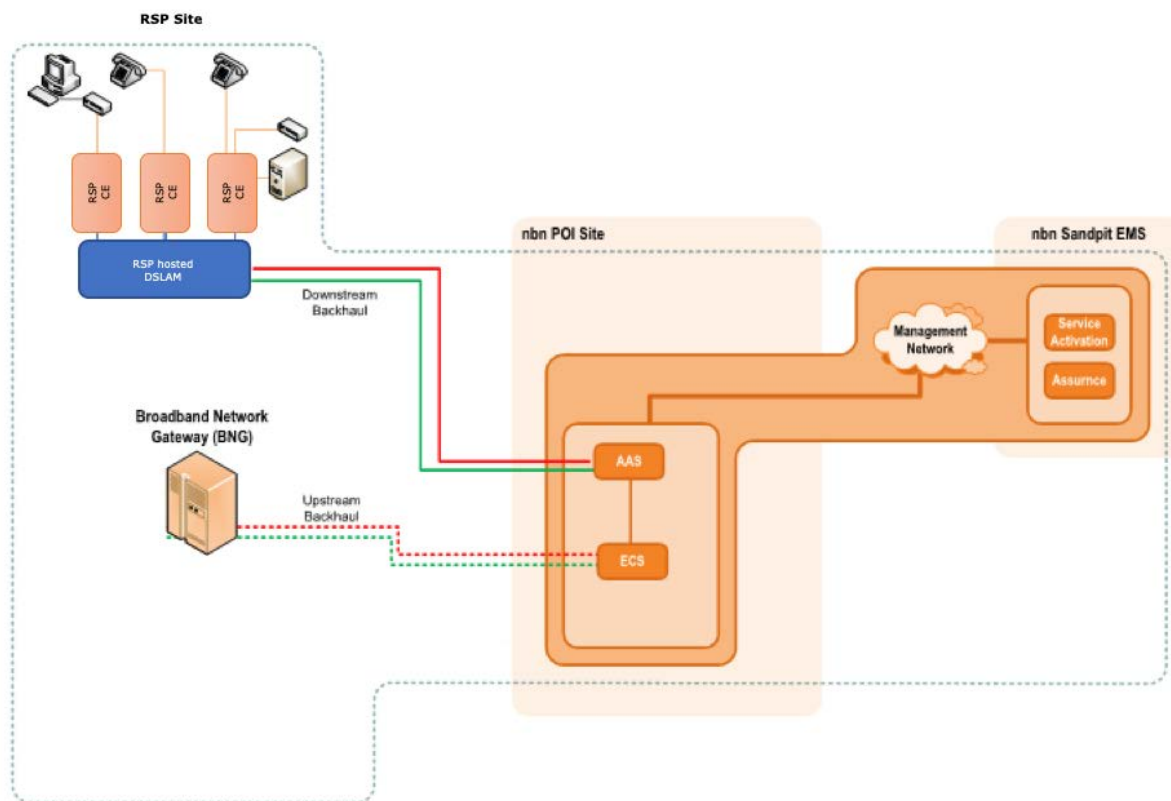 RSP Site
RSP
CE
RSP
CE
RSP
CE
RSP hosted
DSLAM
Downstream
Backhaul
nbn POI Site
nbn Sandpit EMS
Management
Network
Service
Activation
Assurnce
Broadband Network
Gateway (BNG)
AAS
Upstream
Backhaul
ECS